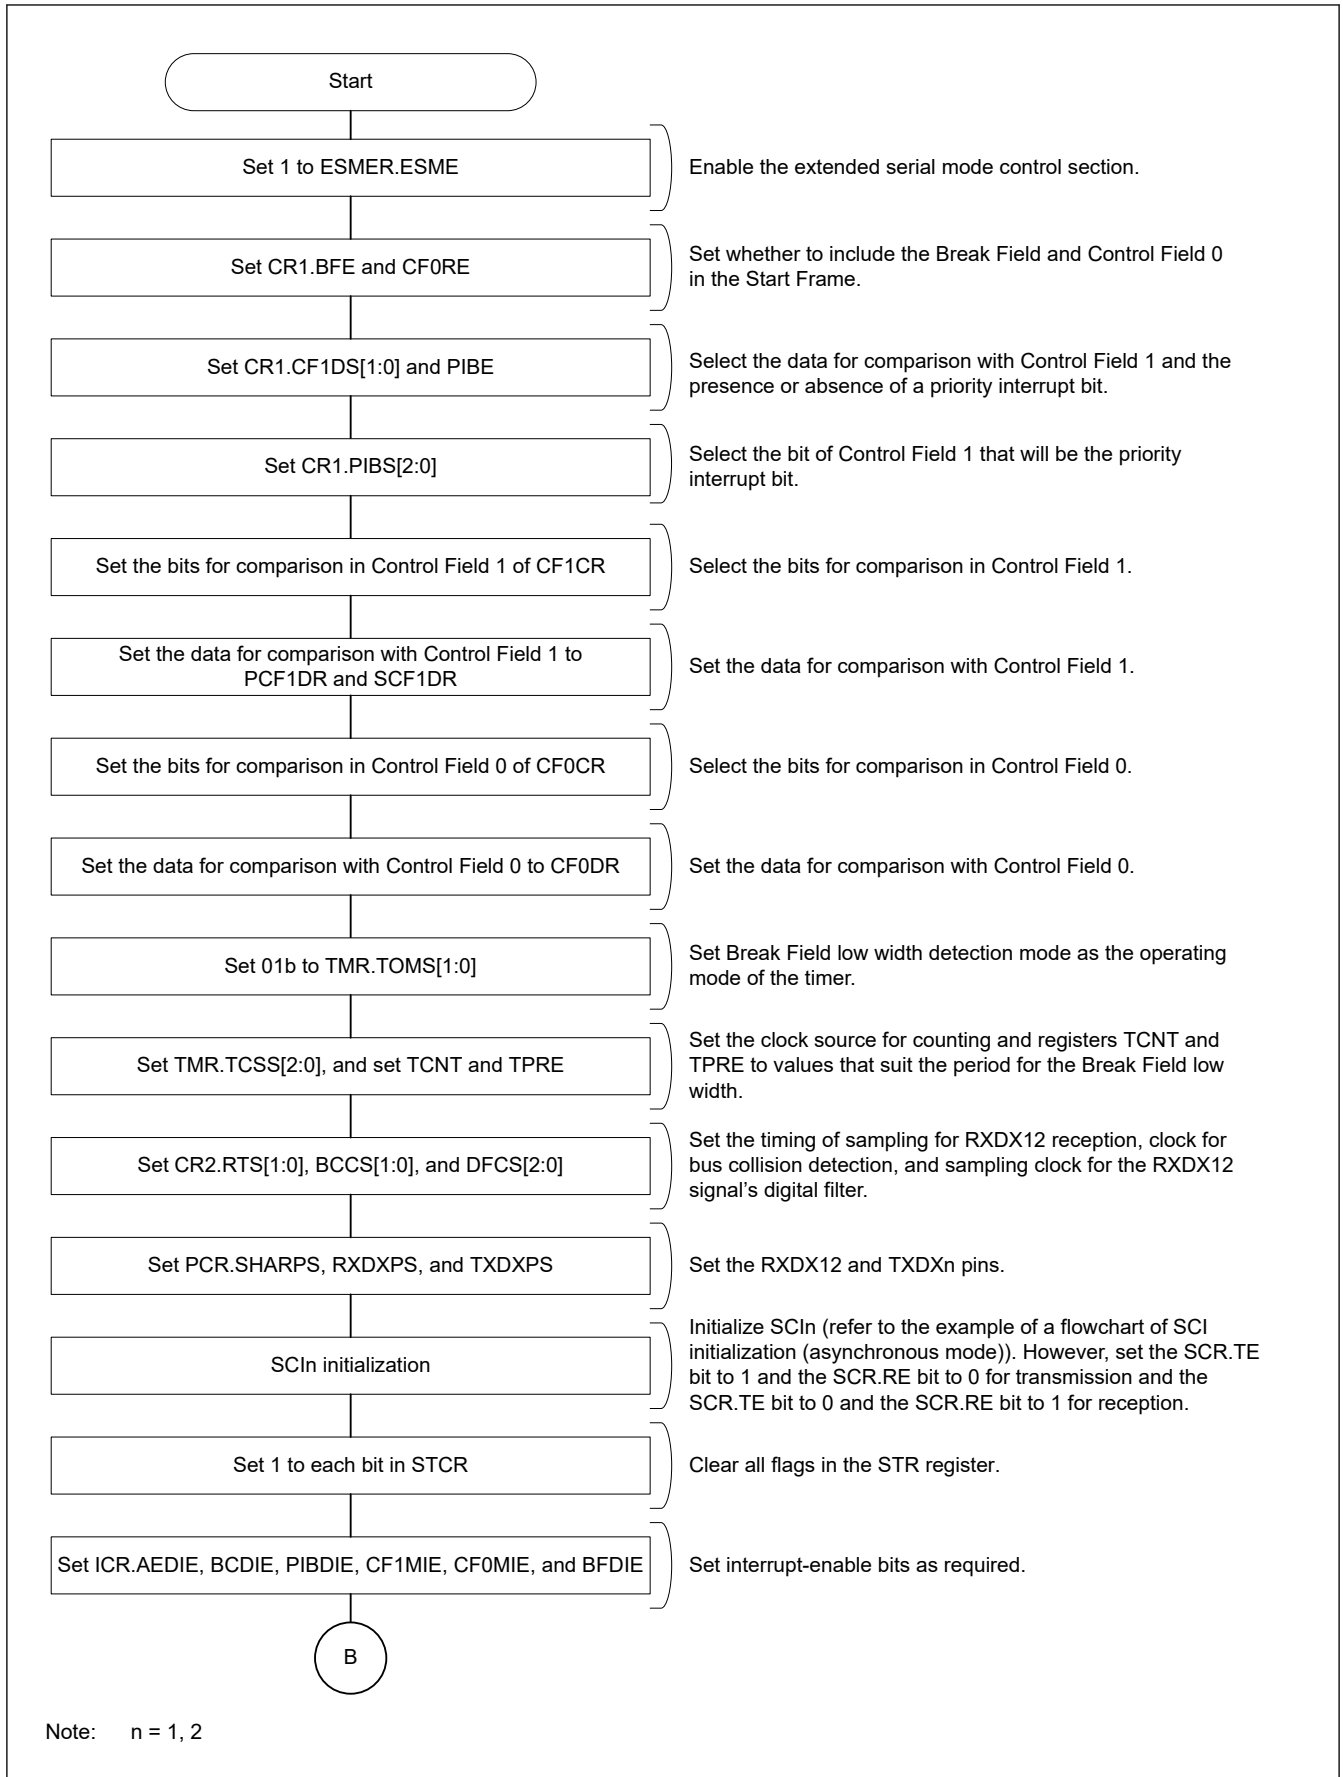 Start
Set 1 to ESMER.ESME
Enable the extended serial mode control section.
Set CR1.BFE and CF0RE
Set whether to include the Break Field and Control Field 0
in the Start Frame.
Set CR1.CF1DS[1:0] and PIBE
Select the data for comparison with Control Field 1 and the
presence or absence of a priority interrupt bit.
Set CR1.PIBS[2:0]
Select the bit of Control Field 1 that will be the priority
interrupt bit.
Set the bits for comparison in Control Field 1 of CF1CR
Select the bits for comparison in Control Field 1.
Set the data for comparison with Control Field 1 to
PCF1DR and SCF1DR
Set the data for comparison with Control Field 1.
Set the bits for comparison in Control Field 0 of CF0CR
Select the bits for comparison in Control Field 0.
Set the data for comparison with Control Field 0 to CF0DR
Set the data for comparison with Control Field 0.
Set 01b to TMR.TOMS[1:0]
Set Break Field low width detection mode as the operating
mode of the timer.
Set TMR.TCSS[2:0], and set TCNT and TPRE
Set the clock source for counting and registers TCNT and
TPRE to values that suit the period for the Break Field low
width.
Set CR2.RTS[1:0], BCCS[1:0], and DFCS[2:0]
Set the timing of sampling for RXDX12 reception, clock for
bus collision detection, and sampling clock for the RXDX12
signal’s digital filter.
Set PCR.SHARPS, RXDXPS, and TXDXPS
Set the RXDX12 and TXDXn pins.
SCIn initialization
Initialize SCIn (refer to the example of a flowchart of SCI
initialization (asynchronous mode)). However, set the SCR.TE
bit to 1 and the SCR.RE bit to 0 for transmission and the
SCR.TE bit to 0 and the SCR.RE bit to 1 for reception.
Set 1 to each bit in STCR
Clear all flags in the STR register.
Set ICR.AEDIE, BCDIE, PIBDIE, CF1MIE, CF0MIE, and BFDIE
Set interrupt-enable bits as required.
B
Note: n = 1, 2